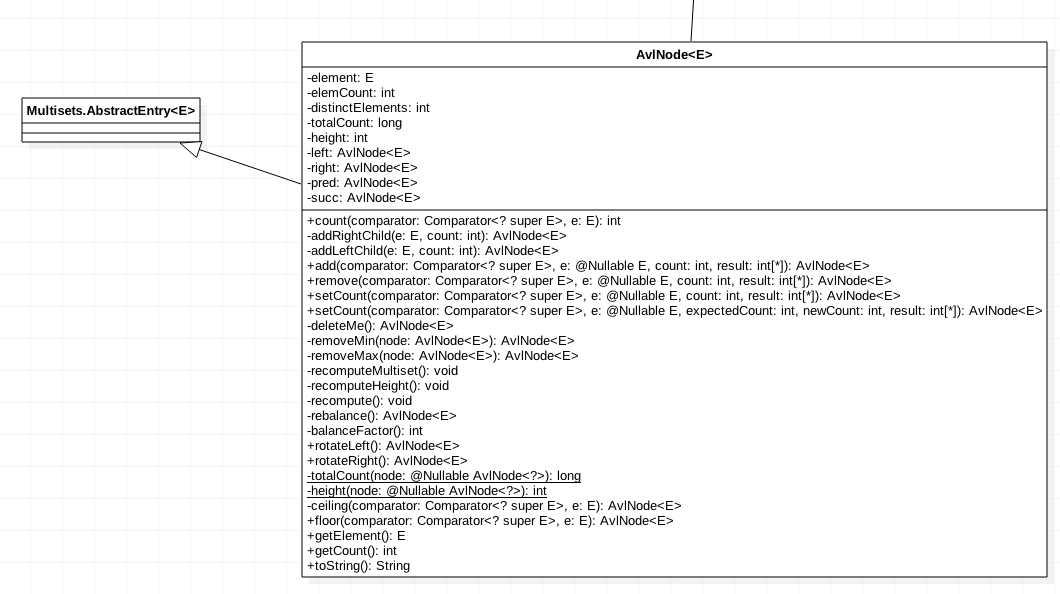 AvlNode<E>
-element: E
-elemCount: int
-distinctElements: int
-totalCount: long
-height: int
-left: AvlNode<E>
-right: AvlNode<E>
-pred: AvlNode<E>
-succ: AvlNode<E>
Multisets.AbstractEntry<E>
+count(comparator: Comparator<? super E>, e: E): int
-addRightChild(e: E, count: int): AvlNode<E>
-addLeftChild(e: E, count: int): AvlNode<E>
+add(comparator: Comparator<? super E>, e: @Nullable E, count: int, result: int[*]): AvlNode<E>
+remove(comparator: Comparator<? super E>, e: @Nullable E, count: int, result: int[*]): AvlNode<E>
+setCount(comparator: Comparator<? super E>, e: @Nullable E, count: int, result: int[*]): AvlNode<E>
+setCount(comparator: Comparator<? super E>, e: @Nullable E, expectedCount: int, newCount: int, result: int[*]): AvlNode<E>
-deleteMe(): AvlNode<E>
-removeMin(node: AvlNode<E>): AvlNode<E>
-removeMax(node: AvlNode<E>): AvlNode<E>
-recomputeMultiset(): void
-recomputeHeight(): void
-recompute(): void
-rebalance(): AvlNode<E>
-balanceFactor(): int
+rotateLeft(): AvlNode<E>
+rotateRight(): AvlNode<E>
-totalCount(node: @Nullable AvlNode<?>): long
-height(node: @Nullable AvlNode<?>): int
-ceiling(comparator: Comparator<? super E>, e: E): AvlNode<E>
+floor(comparator: Comparator<? super E>, e: E): AvlNode<E>
+getElement(): E
+getCount(): int
+toString(): String